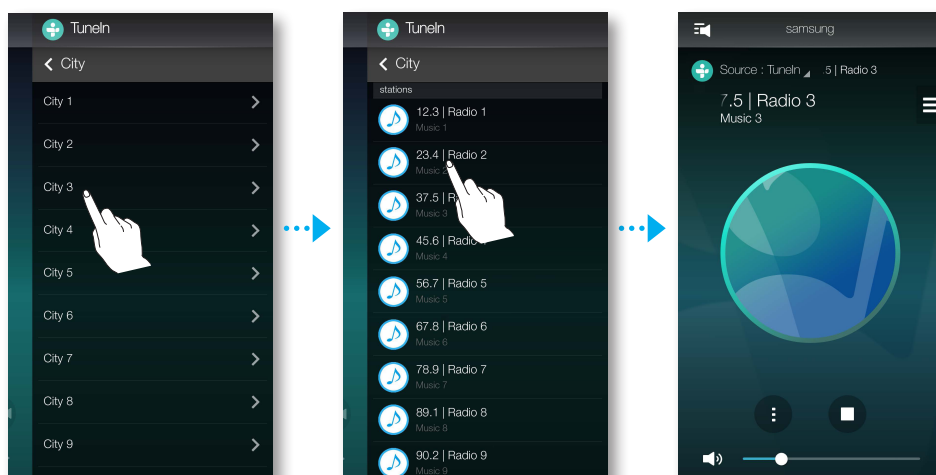 TuneIn
City
City 1
City 2
City 3
City 4
City 5
City 6
City 7
City 8
City 9
TuneIn
City
stations
12.3 | Radio 1
Music 1
23.4 | Radio 2
Music 2
37.5 | R
Music 3
45.6 | Radio
Music 4
56.7 | Radio 5
Music 5
67.8 | Radio 6
Music 6
78.9 | Radio 7
Music 7
89.1 | Radio 8
Music 8
90.2 | Radio 9
Music 9
samsung
Source : TuneIn .5 | Radio 3
7.5 | Radio 3
Music 3